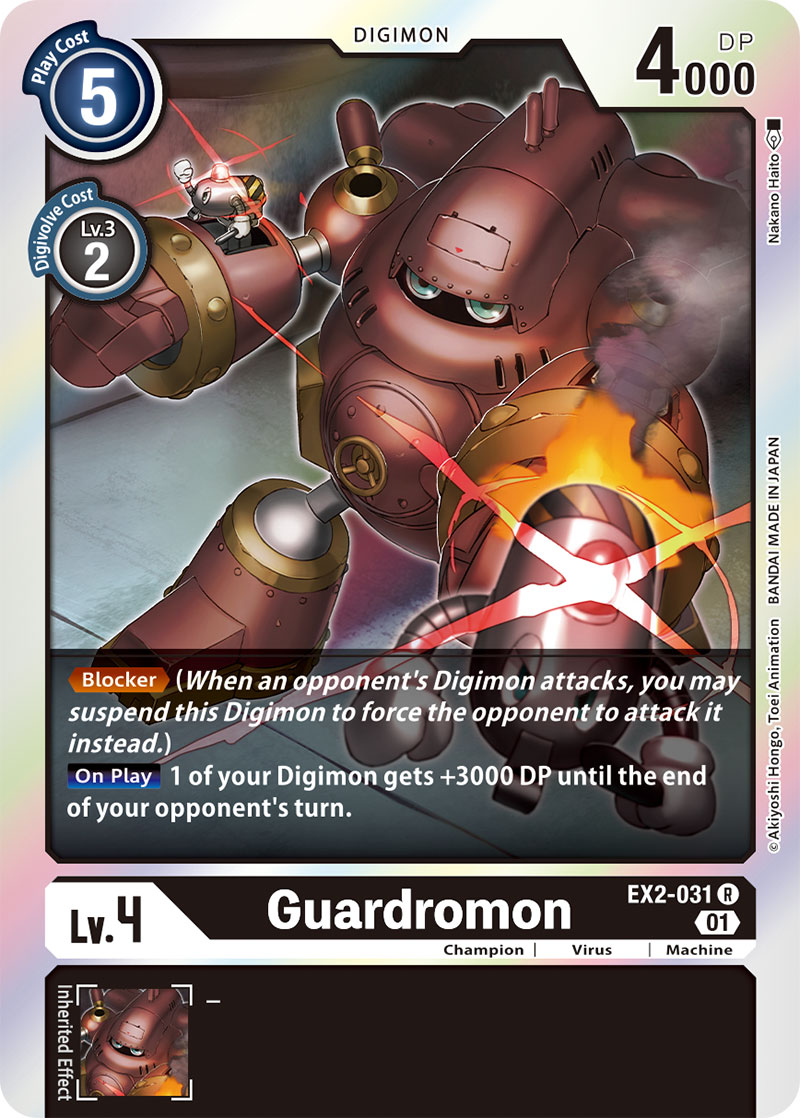 DIGIMON
Play Cost
5
DP
4000
Digivolve Cost
Lv.3
2
Nakano Haito
Blocker (When an opponent's Digimon attacks, you may
suspend this Digimon to force the opponent to attack it
instead.)
On Play 1 of your Digimon gets +3000 DP until the end
of your opponent's turn.
©Akiyoshi Hongo, Toei Animation BANDAI MADE IN JAPAN
Lv.4
Guardromon
EX2-031 R
01
Champion | Virus | Machine
Inherited Effect
–